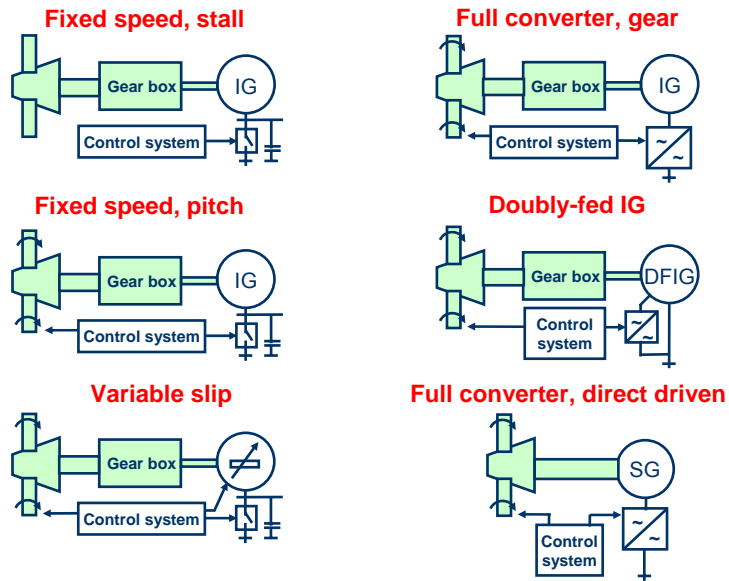 Fixed speed, stall
Gear box
IG
Control system
Full converter, gear
Gear box
IG
Control system
~
~
Fixed speed, pitch
Gear box
IG
Control system
Doubly-fed IG
Gear box
DFIG
Control
system
~
~
Variable slip
Gear box
Control system
Full converter, direct driven
SG
Control
system
~
~